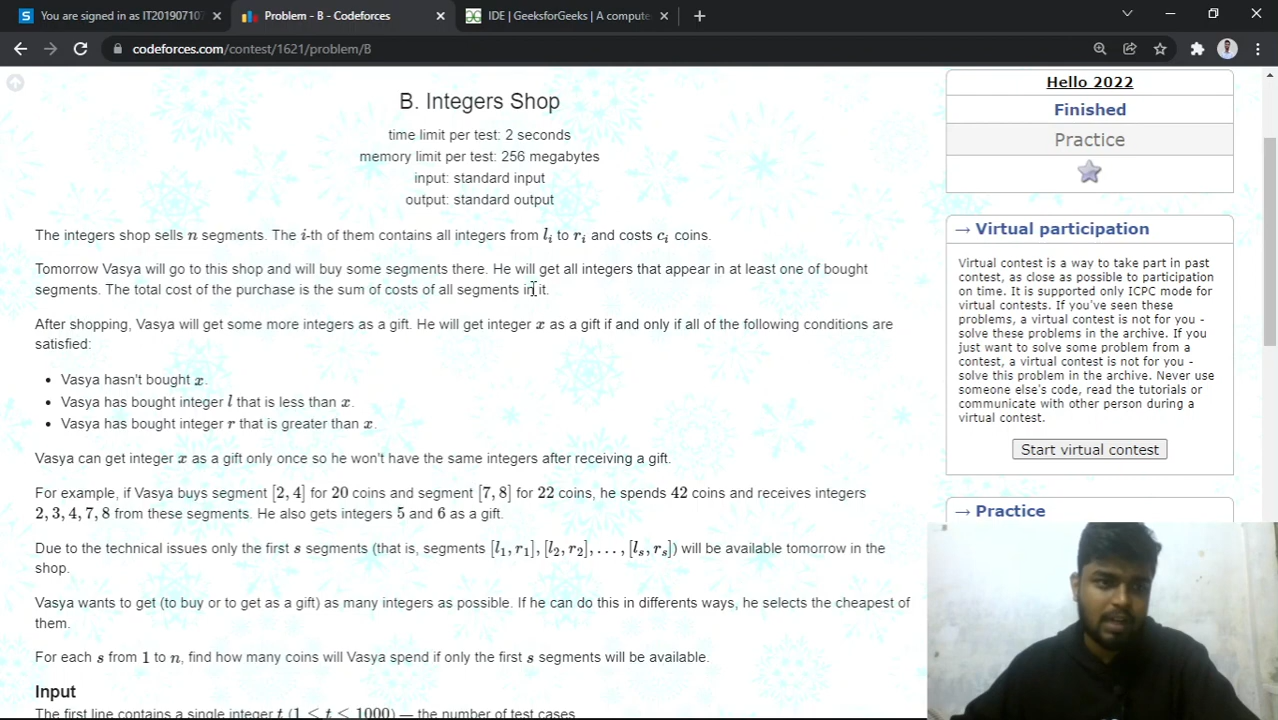 You are signed in as IT20190710
Problem - B - Codeforces
IDE | GeeksforGeeks | A compute
codeforces.com/contest/1621/problem/B
B. Integers Shop
time limit per test: 2 seconds
memory limit per test: 256 megabytes
input: standard input
output: standard output
The integers shop sells n segments. The i-th of them contains all integers from l_i to r_i and costs c_i coins.
Tomorrow Vasya will go to this shop and will buy some segments there. He will get all integers that appear in at least one of bought
segments. The total cost of the purchase is the sum of costs of all segments in it.
After shopping, Vasya will get some more integers as a gift. He will get integer x as a gift if and only if all of the following conditions are
satisfied:
• Vasya hasn't bought x.
• Vasya has bought integer l that is less than x.
• Vasya has bought integer r that is greater than x.
Vasya can get integer x as a gift only once so he won't have the same integers after receiving a gift.
For example, if Vasya buys segment [2, 4] for 20 coins and segment [7, 8] for 22 coins, he spends 42 coins and receives integers
2, 3, 4, 7, 8 from these segments. He also gets integers 5 and 6 as a gift.
Due to the technical issues only the first s segments (that is, segments [l_1, r_1], [l_2, r_2], . . . , [l_s, r_s]) will be available tomorrow in the
shop.
Vasya wants to get (to buy or to get as a gift) as many integers as possible. If he can do this in differents ways, he selects the cheapest of
them.
For each s from 1 to n, find how many coins will Vasya spend if only the first s segments will be available.
Input
The first line contains a single integer t (1 ≤ t ≤ 1000) — the number of test cases
Hello 2022
Finished
Practice
→ Virtual participation
Virtual contest is a way to take part in past
contest, as close as possible to participation
on time. It is supported only ICPC mode for
virtual contests. If you've seen these
problems, a virtual contest is not for you -
solve these problems in the archive. If you
just want to solve some problem from a
contest, a virtual contest is not for you -
solve this problem in the archive. Never use
someone else's code, read the tutorials or
communicate with other person during a
virtual contest.
Start virtual contest
→ Practice